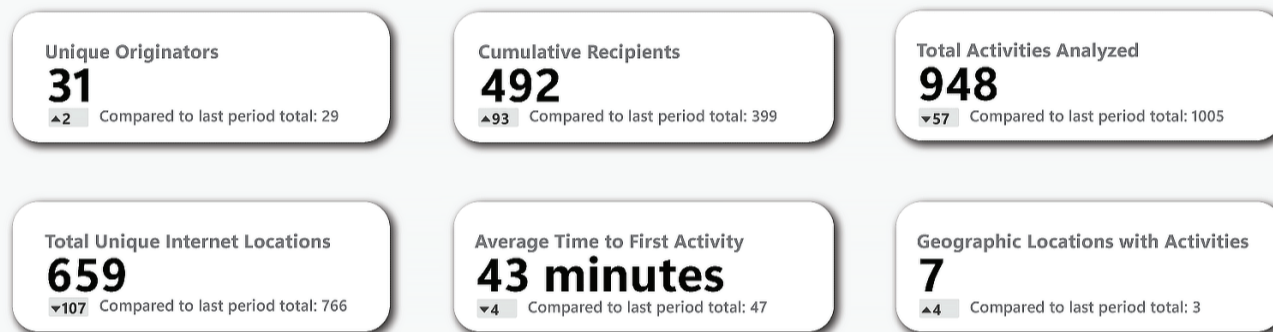 Unique Originators
31
▲2 Compared to last period total: 29
Cumulative Recipients
492
▲93 Compared to last period total: 399
Total Activities Analyzed
948
▼57 Compared to last period total: 1005
Total Unique Internet Locations
659
▼107 Compared to last period total: 766
Average Time to First Activity
43 minutes
▼4 Compared to last period total: 47
Geographic Locations with Activities
7
▲4 Compared to last period total: 3